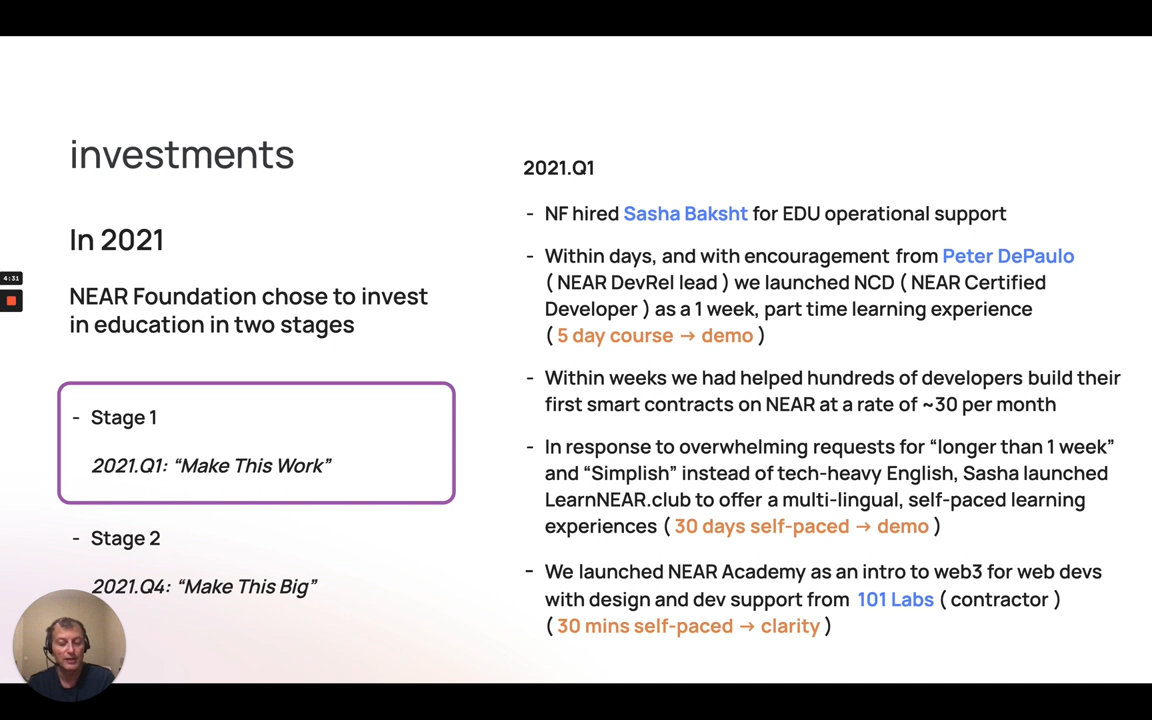 investments
In 2021
NEAR Foundation chose to invest
in education in two stages
- Stage 1
2021.Q1: “Make This Work”
- Stage 2
2021.Q4: “Make This Big”
2021.Q1
- NF hired Sasha Baksht for EDU operational support
- Within days, and with encouragement from Peter DePaulo
( NEAR DevRel lead ) we launched NCD ( NEAR Certified
Developer ) as a 1 week, part time learning experience
( 5 day course → demo )
- Within weeks we had helped hundreds of developers build their
first smart contracts on NEAR at a rate of ~30 per month
- In response to overwhelming requests for “longer than 1 week”
and “Simplish” instead of tech-heavy English, Sasha launched
LearnNEAR.club to offer a multi-lingual, self-paced learning
experiences ( 30 days self-paced → demo )
- We launched NEAR Academy as an intro to web3 for web devs
with design and dev support from 101 Labs ( contractor )
( 30 mins self-paced → clarity )
4:31